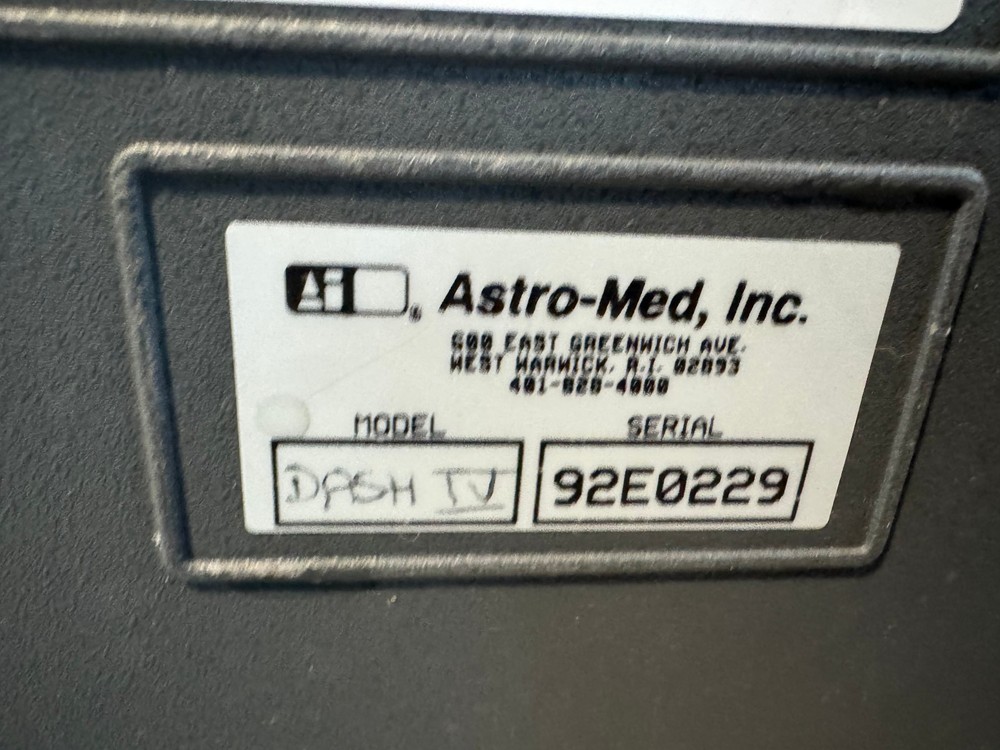 Astro-Med, Inc.
600 EAST GREENWICH AVE.
WEST WARWICK, R.I. 02893
401-828-4000
MODEL
SERIAL
DASH IV
92E0229